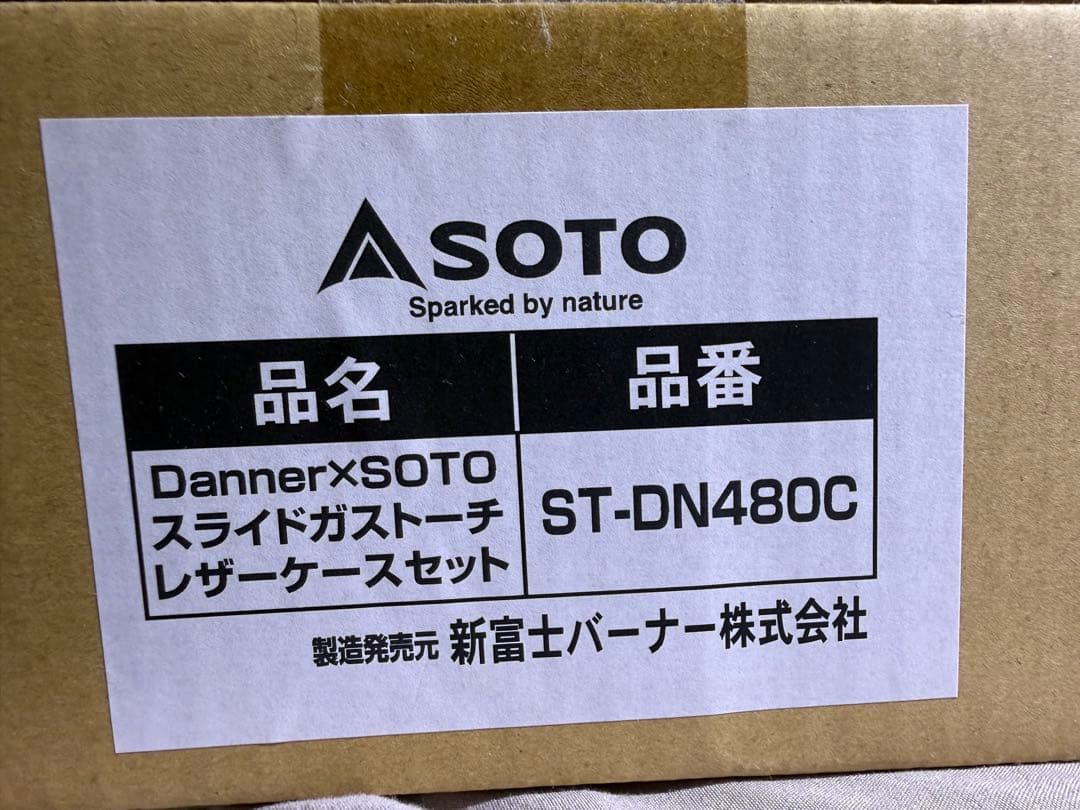 SOTO
Sparked by nature
品名 品番
Danner×SOTO
スライドガストーチ
レザーケースセット
ST-DN480C
製造発売元 新富士バーナー株式会社